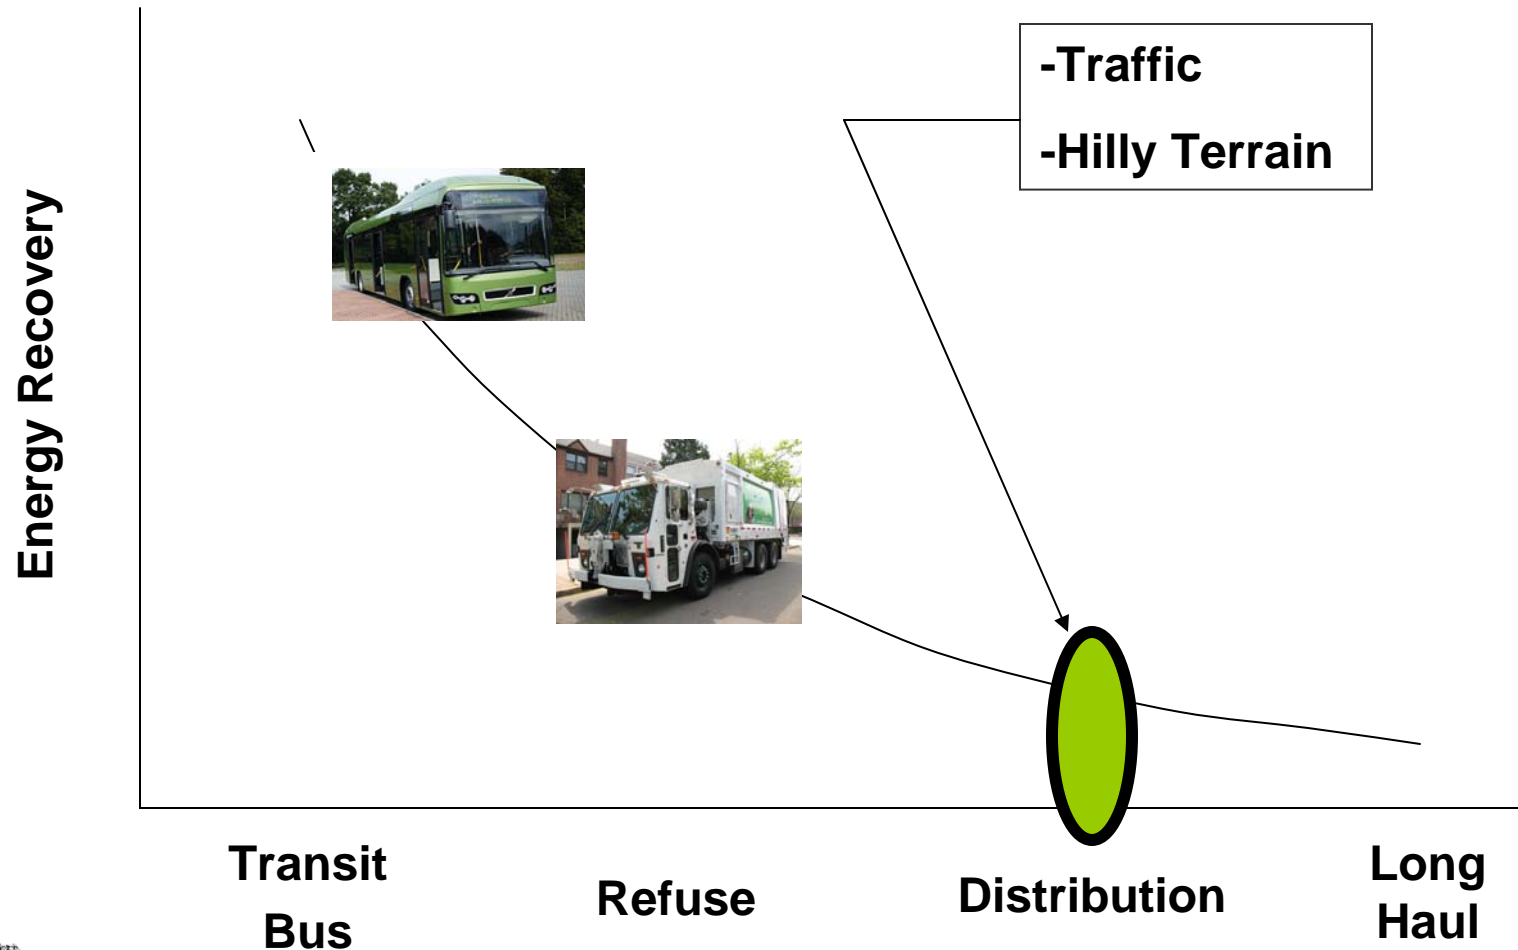 -Traffic
-Hilly Terrain
Energy Recovery
Transit
Bus
Refuse
Distribution
Long
Haul